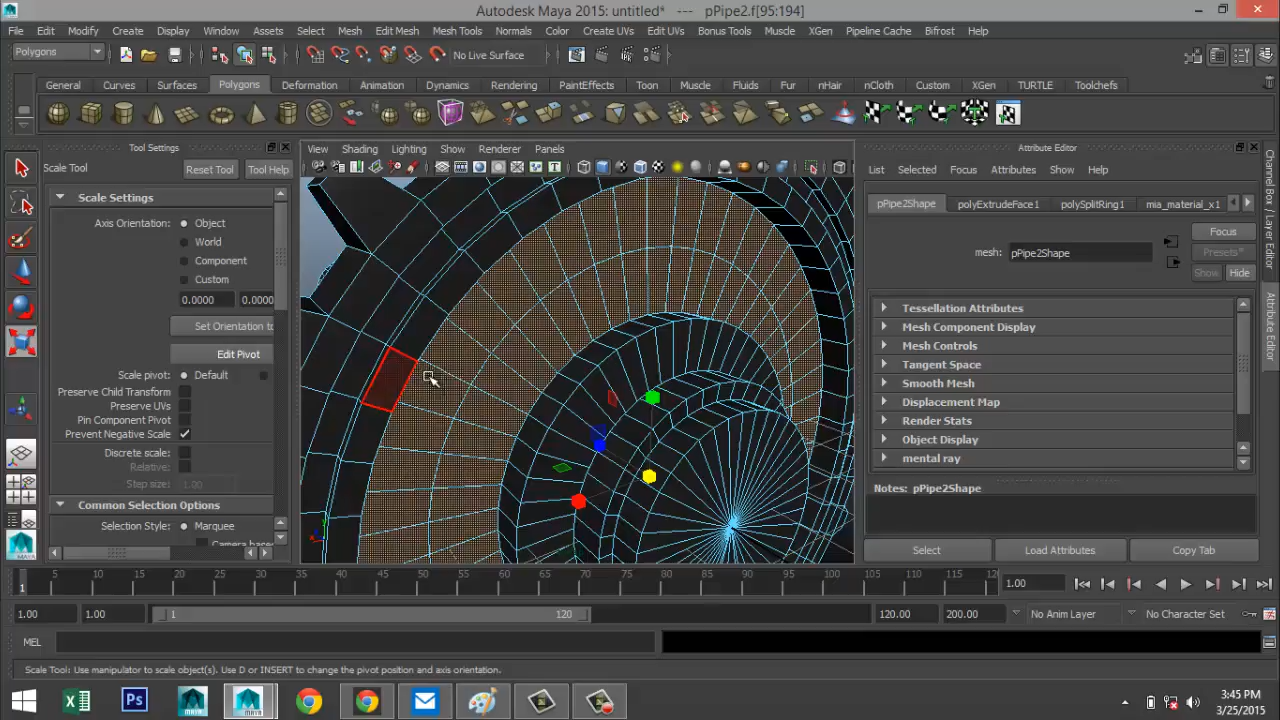 Autodesk Maya 2015: untitled*   ---   pPipe2.f[95:194]
File Edit Modify Create Display Window Assets Select Mesh Edit Mesh Mesh Tools Normals Color Create UVs Edit UVs Bonus Tools Muscle XGen Pipeline Cache Bifrost Help
Polygons No Live Surface
General Curves Surfaces Polygons Deformation Animation Dynamics Rendering PaintEffects Toon Muscle Fluids Fur nHair nCloth Custom XGen TURTLE Toolchefs
Tool Settings
Scale Tool Reset Tool Tool Help
Scale Settings
Axis Orientation: Object
World
Component
Custom
0.0000 0.0000
Set Orientation to
Edit Pivot
Scale pivot: Default
Preserve Child Transform
Preserve UVs
Pin Component Pivot
Prevent Negative Scale
Discrete scale:
Relative:
Step size: 1.00
Common Selection Options
Selection Style: Marquee
Camera base
View Shading Lighting Show Renderer Panels
Attribute Editor
List Selected Focus Attributes Show Help
pPipe2Shape polyExtrudeFace1 polySplitRing1 mia_material_x1
Focus
mesh: pPipe2Shape Presets*
Show Hide
Tessellation Attributes
Mesh Component Display
Mesh Controls
Tangent Space
Smooth Mesh
Displacement Map
Render Stats
Object Display
mental ray
Notes: pPipe2Shape
Select Load Attributes Copy Tab
Channel Box / Layer Editor
Attribute Editor
1 5 10 15 20 25 30 35 40 45 50 55 60 65 70 75 80 85 90 95 100 105 110 115 12 1.00
1.00 1.00 1 120 120.00 200.00 No Anim Layer No Character Set
MEL
Scale Tool: Use manipulator to scale object(s). Use D or INSERT to change the pivot position and axis orientation.
3:45 PM
3/25/2015